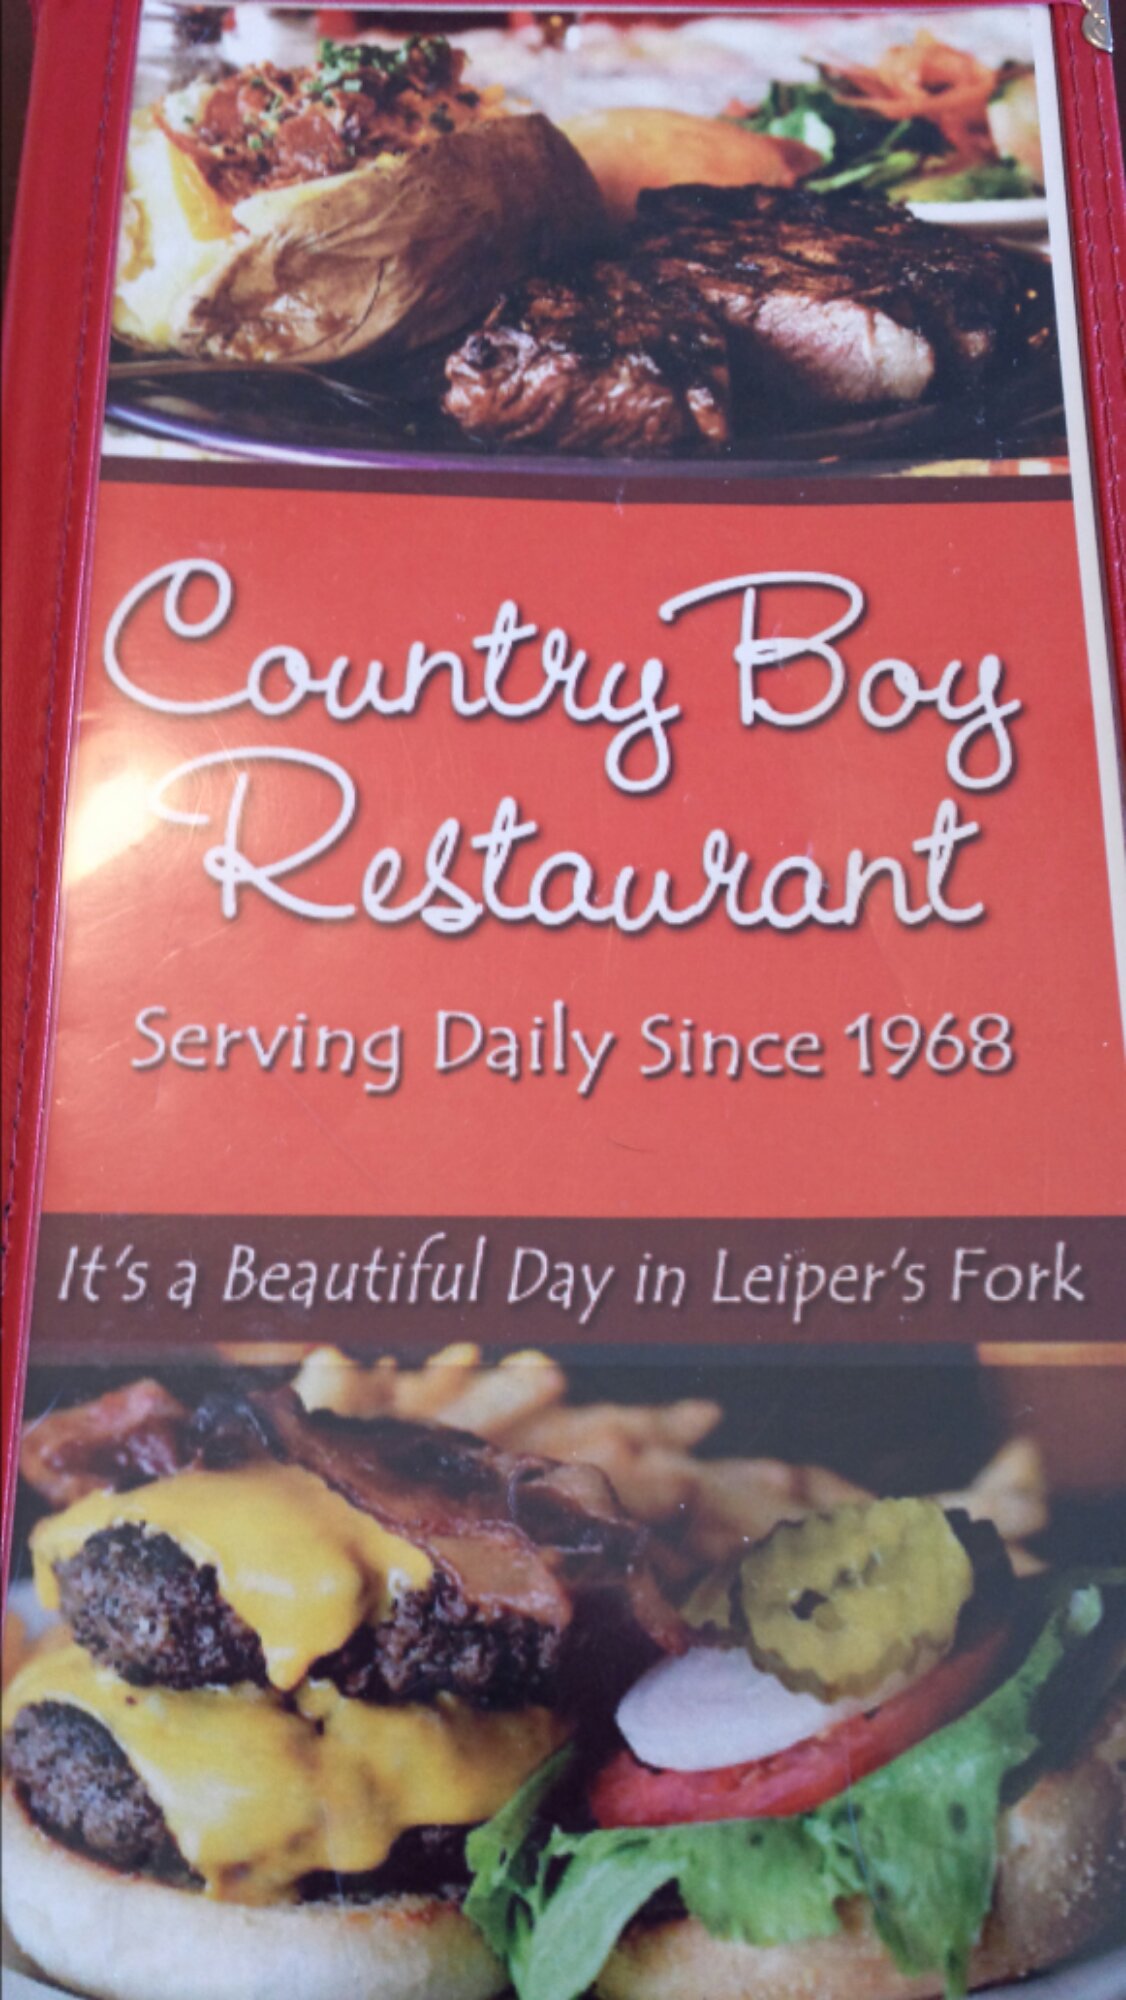 Country Boy
Restaurant
Serving Daily Since 1968
It's a Beautiful Day in Leiper's Fork